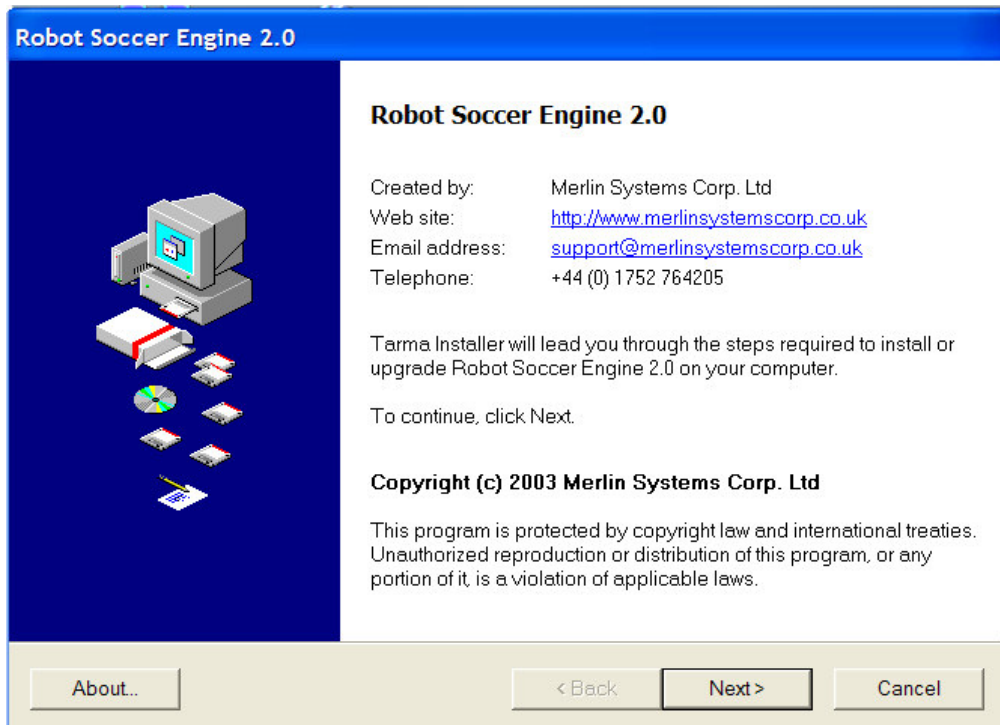 Robot Soccer Engine 2.0
Robot Soccer Engine 2.0
Created by: Merlin Systems Corp. Ltd
Web site: http://www.merlinsystemscorp.co.uk
Email address: support@merlinsystemscorp.co.uk
Telephone: +44 (0) 1752 764205
Tarma Installer will lead you through the steps required to install or
upgrade Robot Soccer Engine 2.0 on your computer.
To continue, click Next.
Copyright (c) 2003 Merlin Systems Corp. Ltd
This program is protected by copyright law and international treaties.
Unauthorized reproduction or distribution of this program, or any
portion of it, is a violation of applicable laws.
About... < Back Next > Cancel